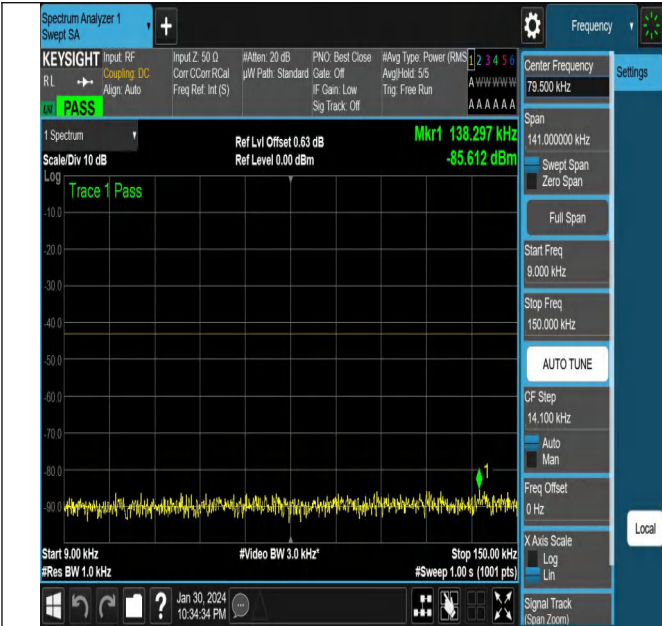 Spectrum Analyzer 1
Swept SA
Frequency
KEYSIGHT
RL
PASS
Input: RF
Coupling: DC
Align: Auto
Input Z: 50 Ω
Corr CCorr RCal
Freq Ref: Int (S)
#Atten: 20 dB
µW Path: Standard
PNO: Best Close
Gate: Off
IF Gain: Low
Sig Track: Off
#Avg Type: Power (RMS
Avg|Hold: 5/5
Trig: Free Run
1 2 3 4 5 6
A W W W W W
A A A A A A
1 Spectrum
Scale/Div 10 dB
Ref Lvl Offset 0.63 dB
Ref Level 0.00 dBm
Mkr1 138.297 kHz
-85.612 dBm
Log
Trace 1 Pass
-10.0
-20.0
-30.0
-40.0
-50.0
-60.0
-70.0
-80.0
-90.0
1
Start 9.00 kHz
#Res BW 1.0 kHz
#Video BW 3.0 kHz*
Stop 150.00 kHz
#Sweep 1.00 s (1001 pts)
Jan 30, 2024
10:34:34 PM
Center Frequency
79.500 kHz
Settings
Span
141.000000 kHz
Swept Span
Zero Span
Full Span
Start Freq
9.000 kHz
Stop Freq
150.000 kHz
AUTO TUNE
CF Step
14.100 kHz
Auto
Man
Freq Offset
0 Hz
Local
X Axis Scale
Log
Lin
Signal Track
(Span Zoom)